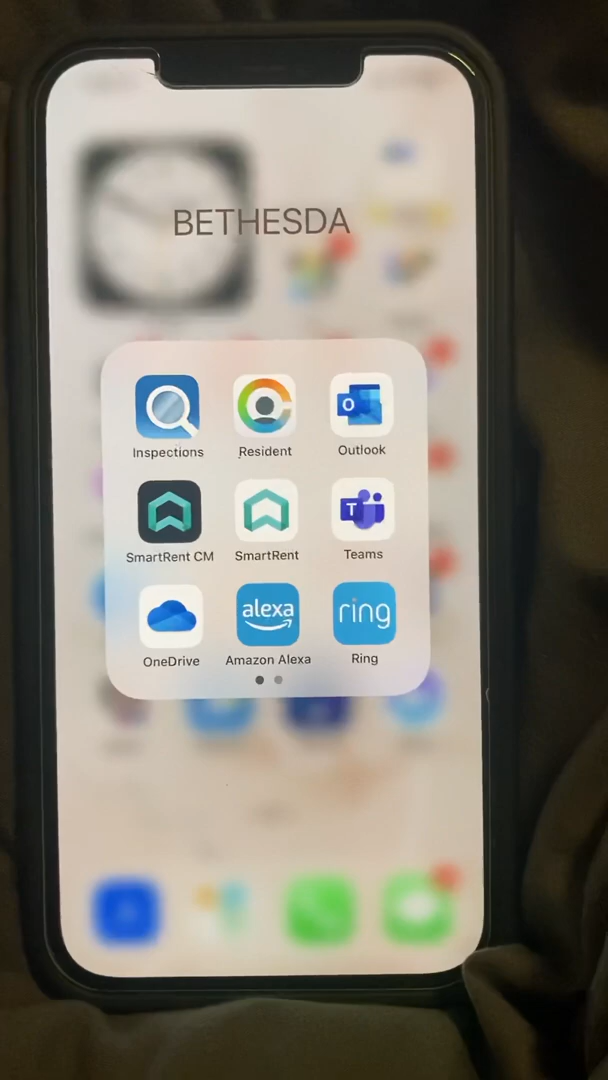 BETHESDA
Inspections
Resident
Outlook
SmartRent CM
SmartRent
Teams
OneDrive
alexa
Amazon Alexa
ring
Ring
O
T